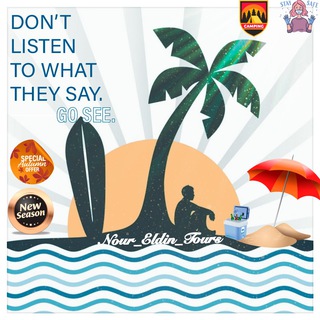 DON'T
LISTEN
TO WHAT
THEY SAY.
GO SEE.
CAMPING
STAY SAFE
SPECIAL
Autumn
OFFER
New
Season
Nour_Eldin_Tours